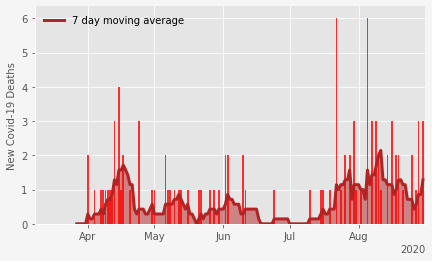 7 day moving average
New Covid-19 Deaths
6
5
4
3
2
1
0
Apr
May
Jun
Jul
Aug
2020